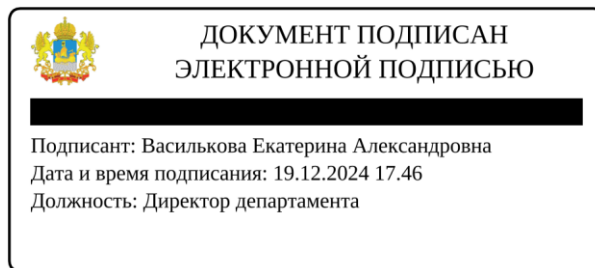 ДОКУМЕНТ ПОДПИСАН
ЭЛЕКТРОННОЙ ПОДПИСЬЮ
Подписант: Василькова Екатерина Александровна
Дата и время подписания: 19.12.2024 17.46
Должность: Директор департамента